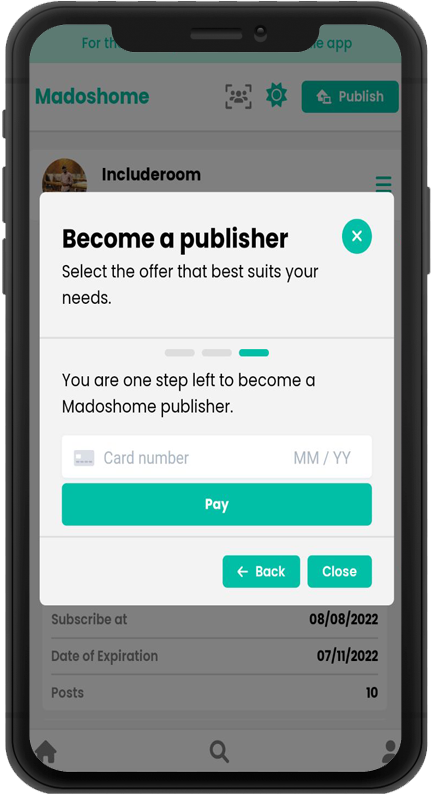 For th e app
Madoshome
Publish
Includeroom
Become a publisher
Select the offer that best suits your
needs.
You are one step left to become a
Madoshome publisher.
Card number MM / YY
Pay
← Back Close
Subscribe at 08/08/2022
Date of Expiration 07/11/2022
Posts 10